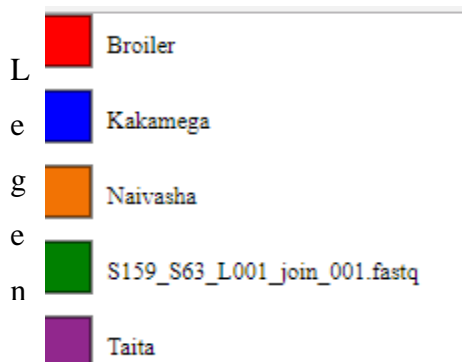 L
e
g
e
n
Broiler
Kakamega
Naivasha
S159_S63_L001_join_001.fastq
Taita